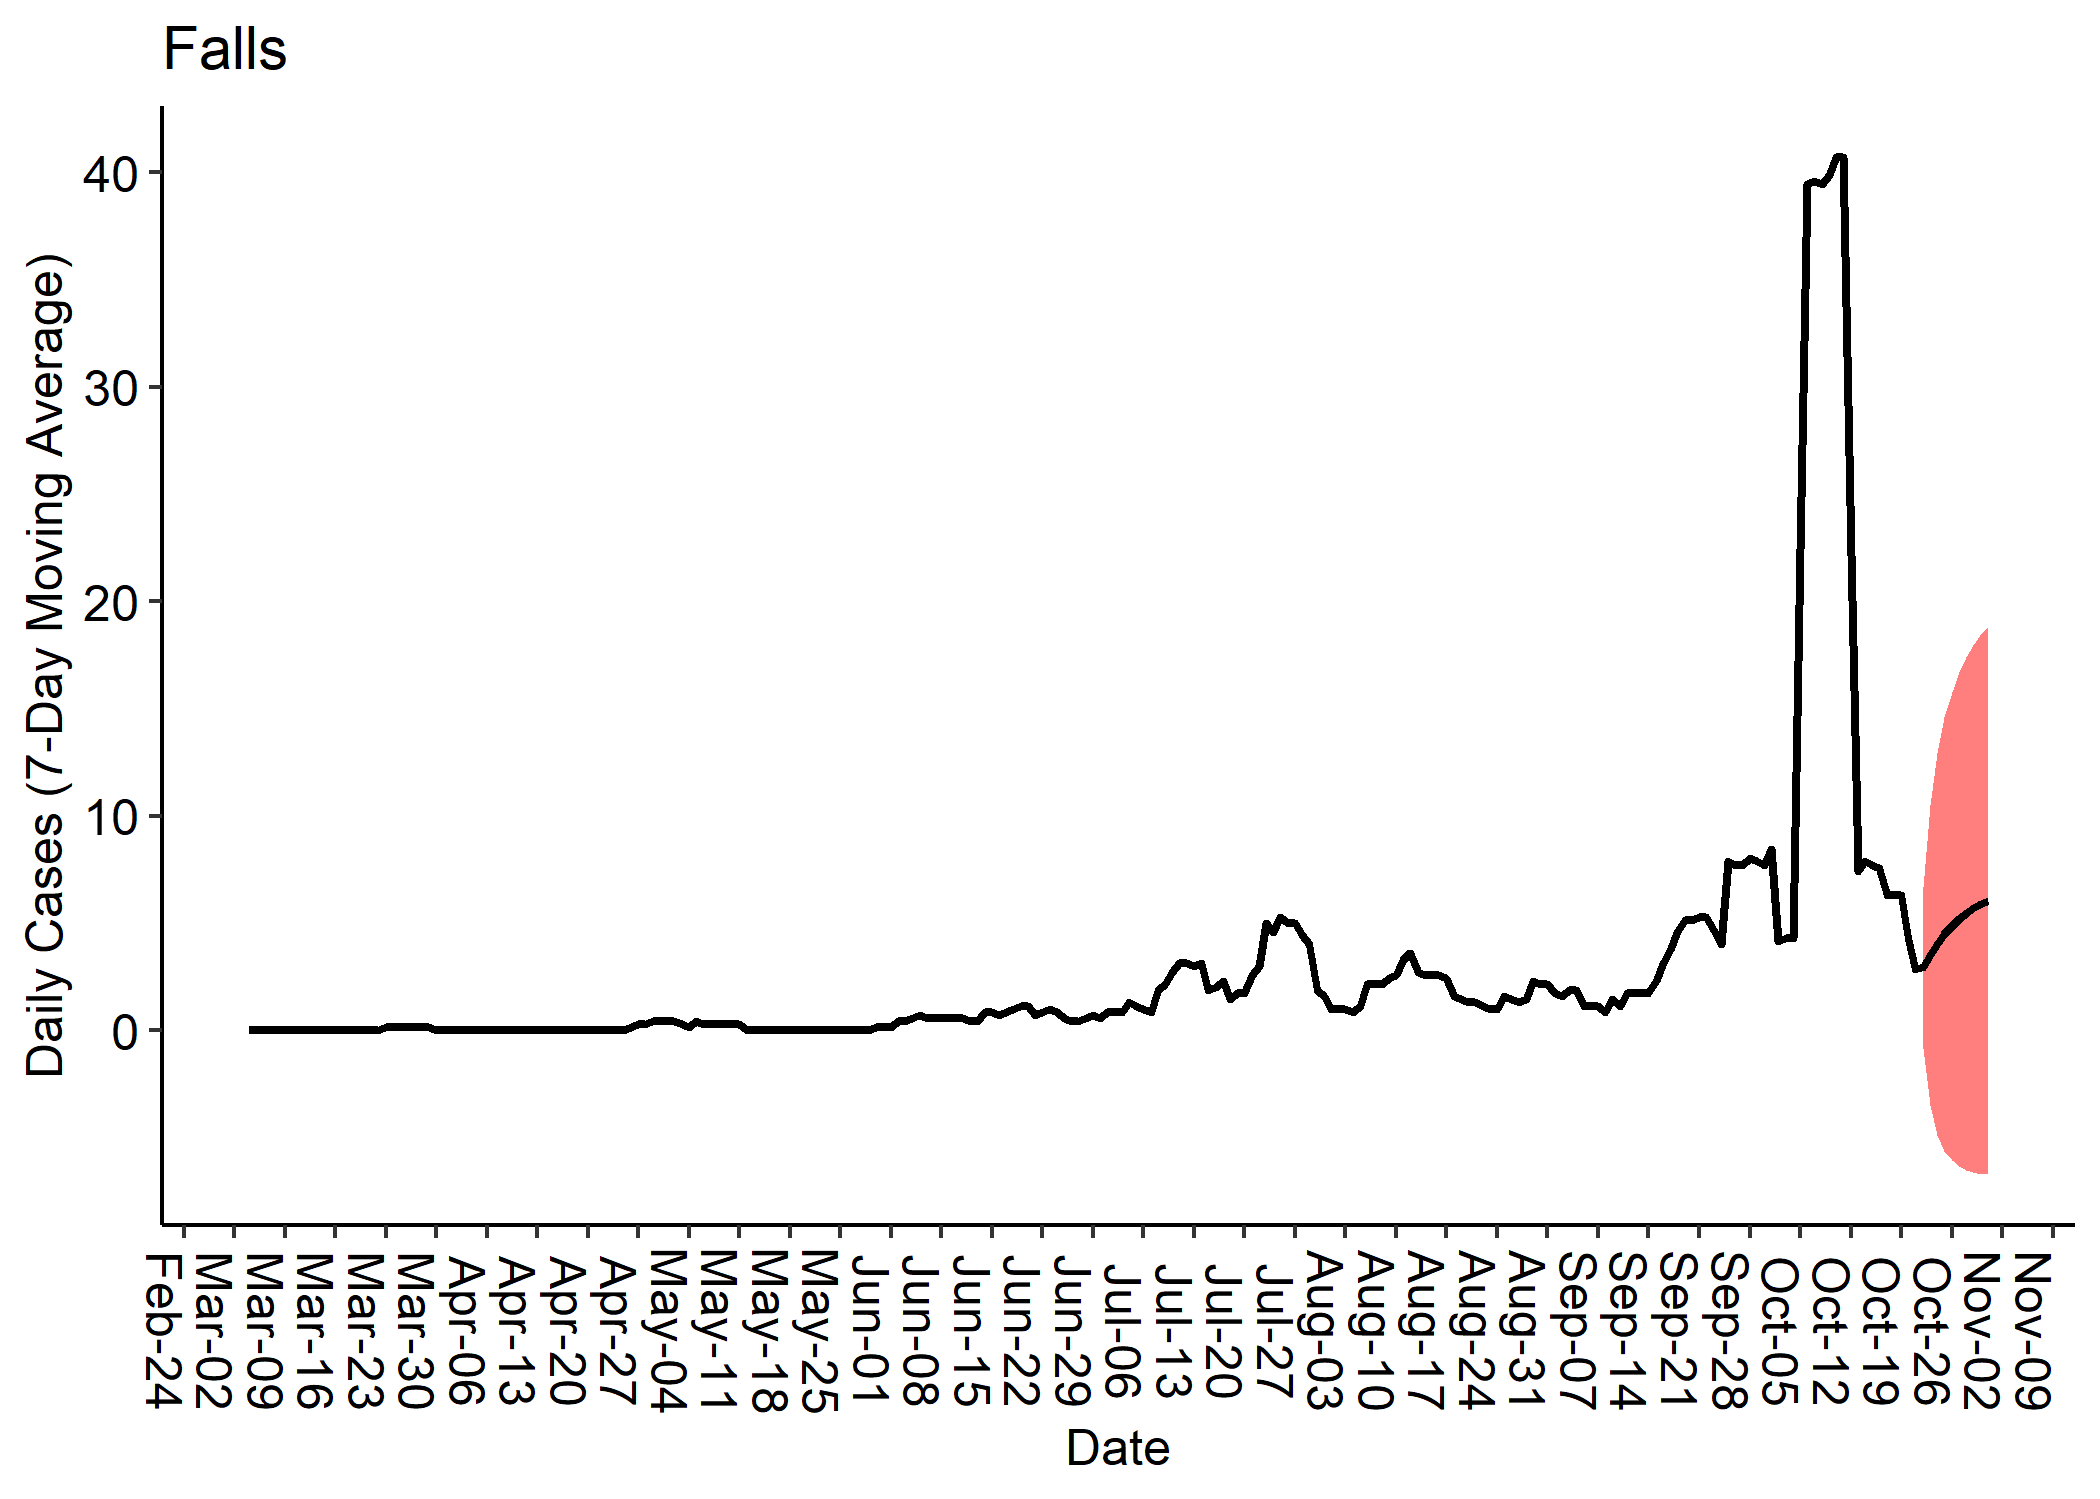 Falls
Daily Cases (7-Day Moving Average)
40
30
20
10
0
Feb-24
Mar-02
Mar-09
Mar-16
Mar-23
Mar-30
Apr-06
Apr-13
Apr-20
Apr-27
May-04
May-11
May-18
May-25
Jun-01
Jun-08
Jun-15
Jun-22
Jun-29
Jul-06
Jul-13
Jul-20
Jul-27
Aug-03
Aug-10
Aug-17
Aug-24
Aug-31
Sep-07
Sep-14
Sep-21
Sep-28
Oct-05
Oct-12
Oct-19
Oct-26
Nov-02
Nov-09
Date